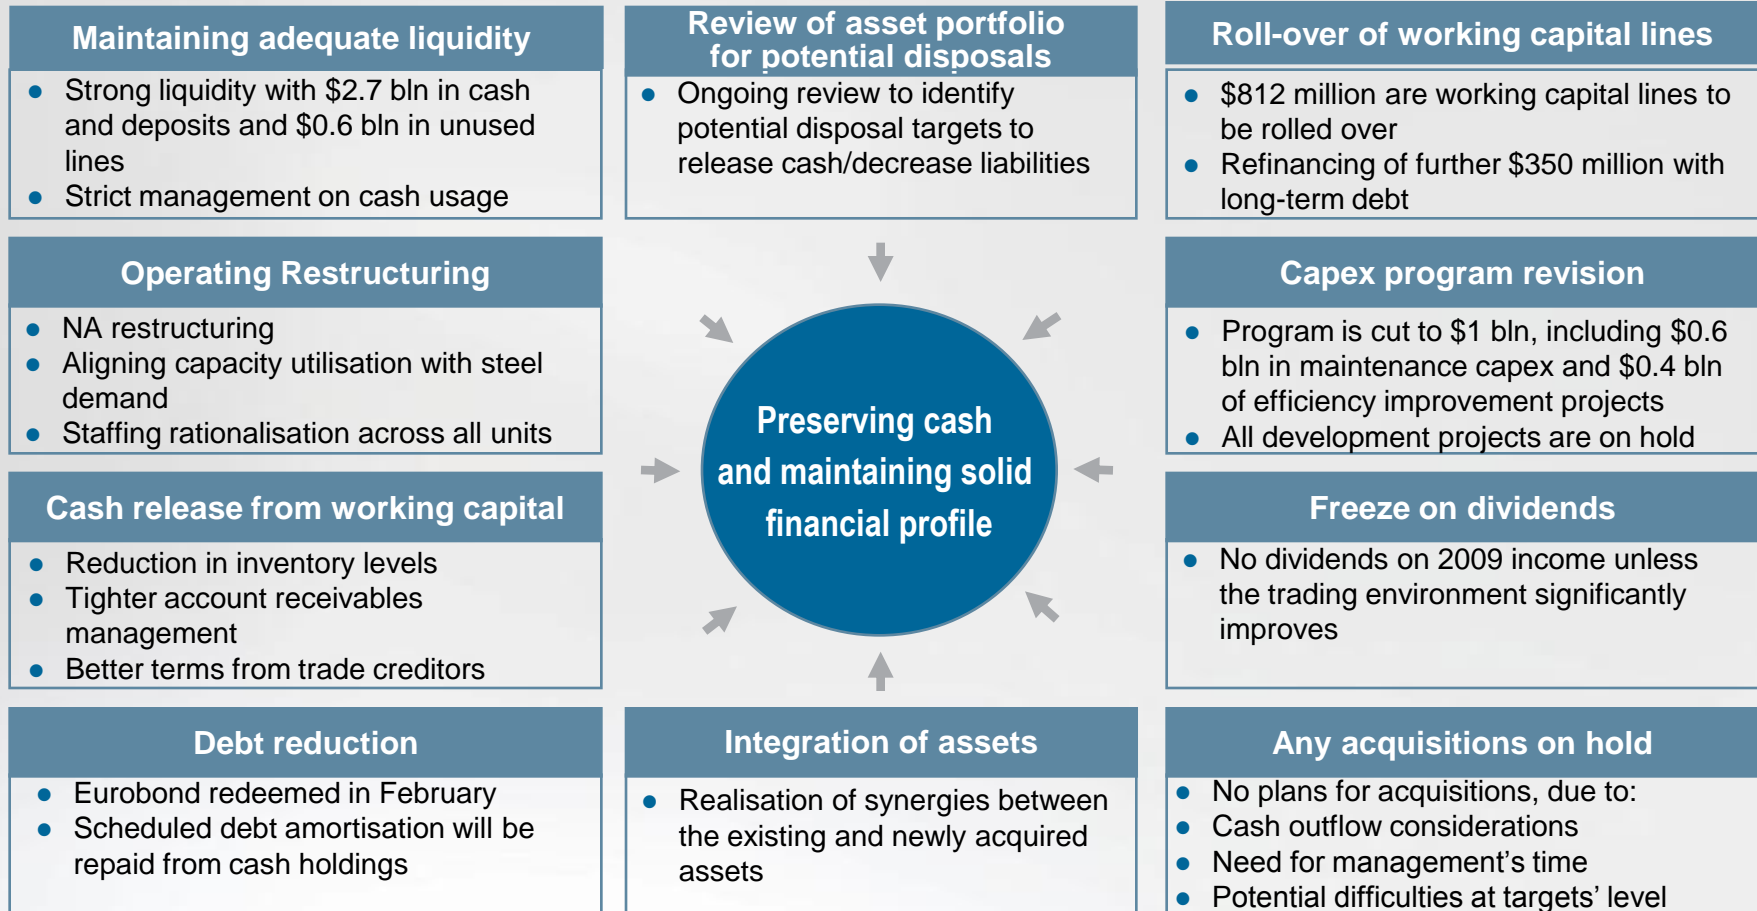 Maintaining adequate liquidity
● Strong liquidity with $2.7 bln in cash
and deposits and $0.6 bln in unused
lines
● Strict management on cash usage
Review of asset portfolio
for potential disposals
● Ongoing review to identify
potential disposal targets to
release cash/decrease liabilities
Roll-over of working capital lines
● $812 million are working capital lines to
be rolled over
● Refinancing of further $350 million with
long-term debt
Operating Restructuring
● NA restructuring
● Aligning capacity utilisation with steel
demand
● Staffing rationalisation across all units
Preserving cash
and maintaining solid
financial profile
Capex program revision
● Program is cut to $1 bln, including $0.6
bln in maintenance capex and $0.4 bln
of efficiency improvement projects
● All development projects are on hold
Cash release from working capital
● Reduction in inventory levels
● Tighter account receivables
management
● Better terms from trade creditors
Freeze on dividends
● No dividends on 2009 income unless
the trading environment significantly
improves
Debt reduction
● Eurobond redeemed in February
● Scheduled debt amortisation will be
repaid from cash holdings
Integration of assets
● Realisation of synergies between
the existing and newly acquired
assets
Any acquisitions on hold
● No plans for acquisitions, due to:
● Cash outflow considerations
● Need for management’s time
● Potential difficulties at targets’ level